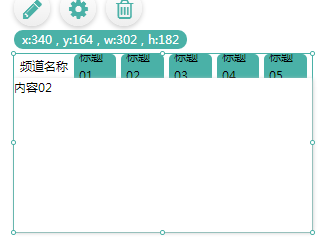 x:340 , y:164 , w:302 , h:182
频道名称 标题 标题 标题 标题 标题
01 02 03 04 05
内容02